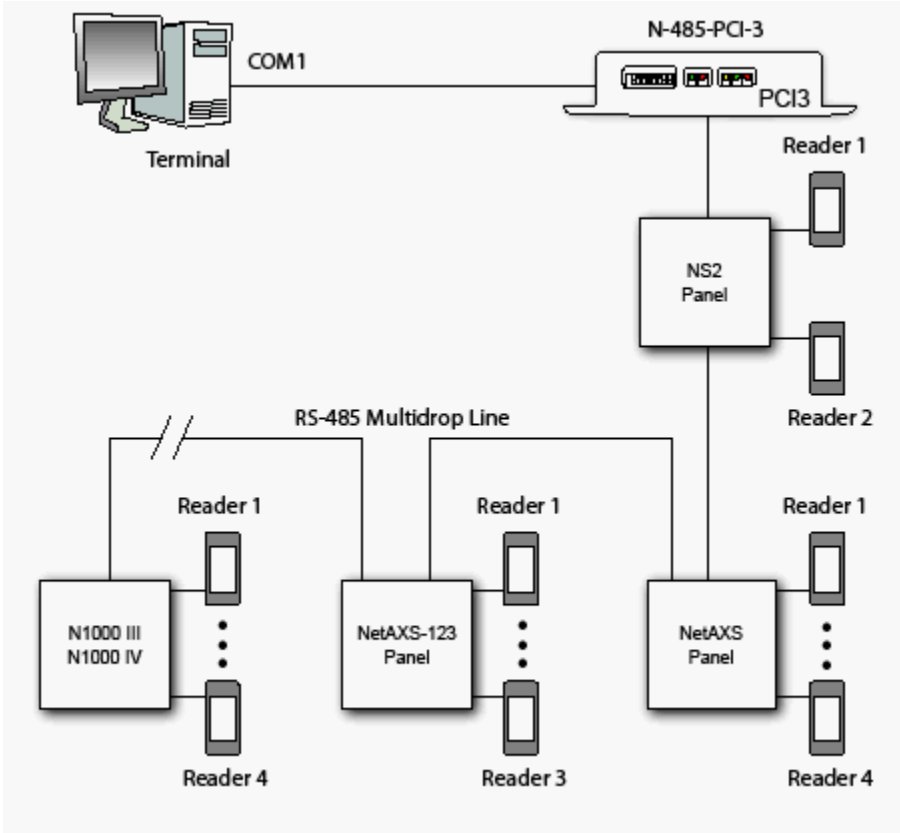 N-485-PCI-3
COM1
PCI3
Terminal
Reader 1
NS2
Panel
Reader 2
RS-485 Multidrop Line
Reader 1
Reader 1
Reader 1
N1000 III
N1000 IV
NetAXS-123
Panel
NetAXS
Panel
Reader 4
Reader 3
Reader 4